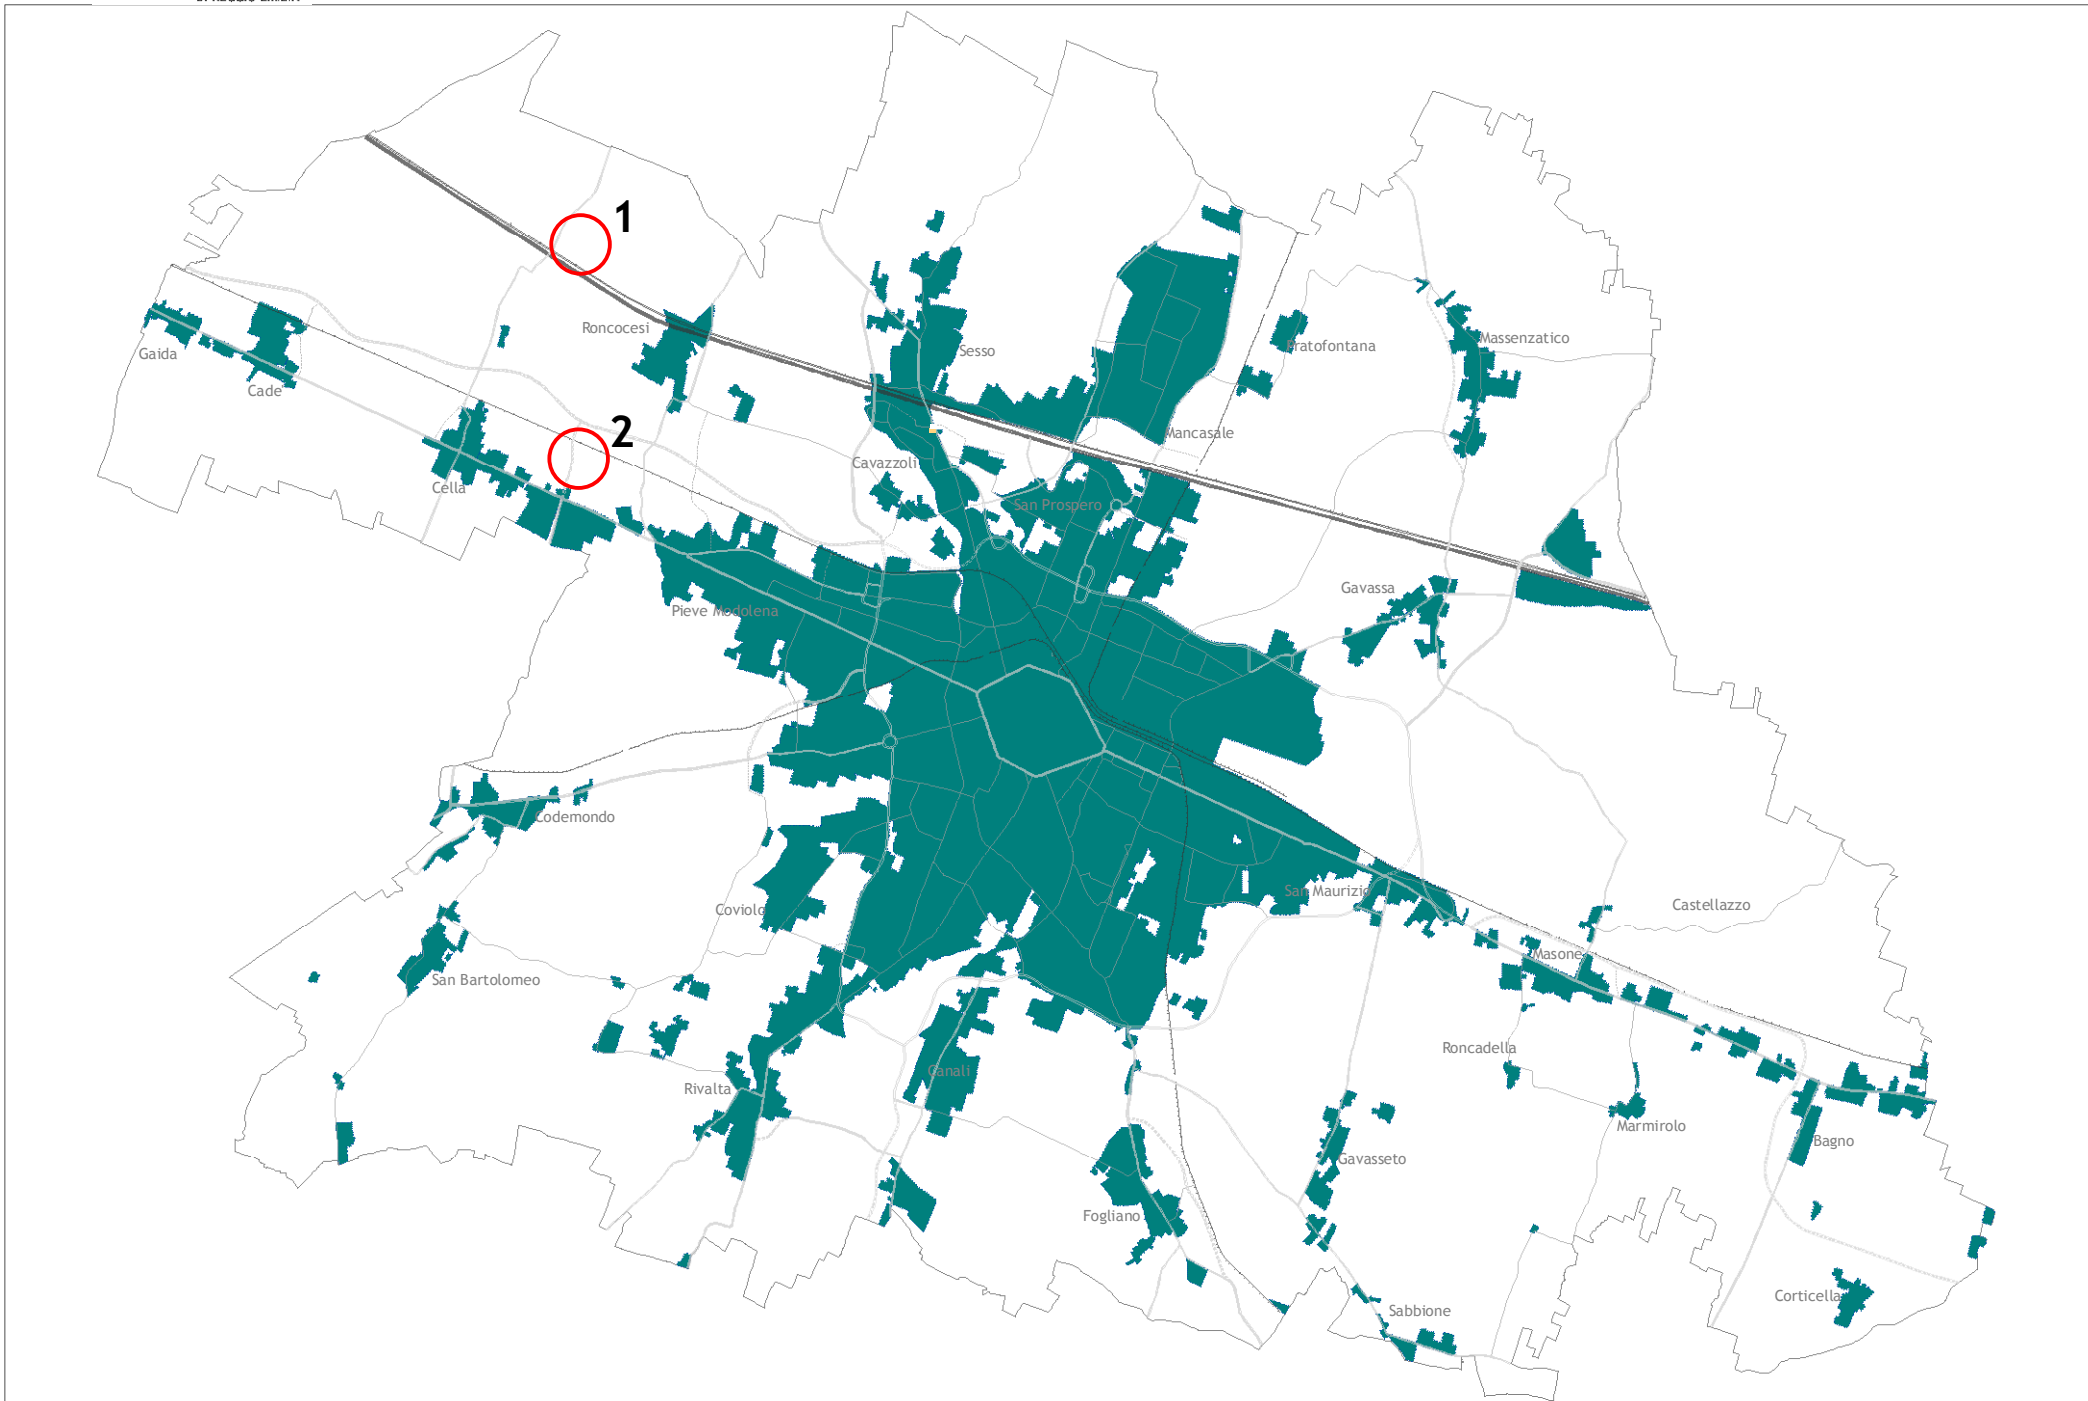 1
Roncocesi
Gaida
Cade
Sesso
Pratofontana
Massenzatico
2
Mancasale
Cella
Cavazzoli
San Prospero
Gavassa
Pieve Modolena
Codemondo
Coviolo
San Maurizio
Castellazzo
San Bartolomeo
Masone
Rivalta
Canali
Roncadella
Marmirolo
Bagno
Gavasseto
Fogliano
Corticella
Sabbione